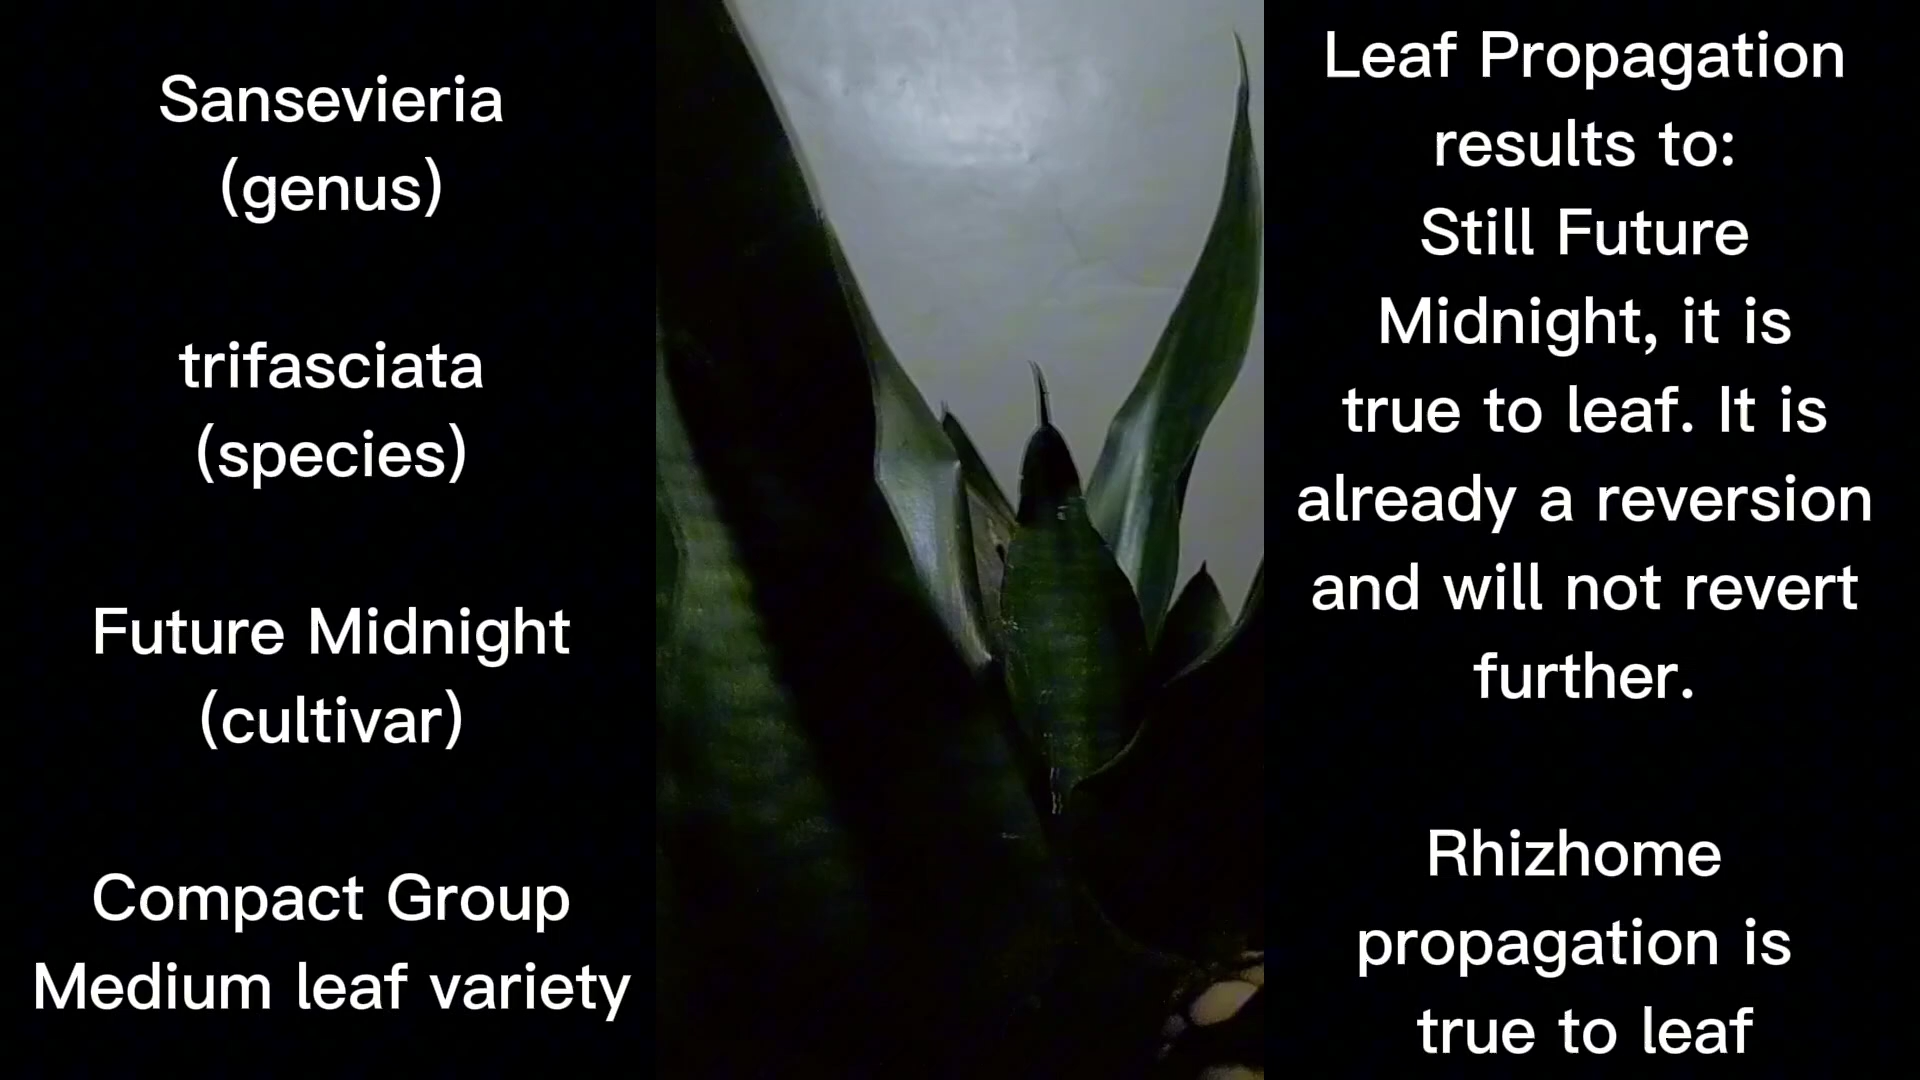 Sansevieria
(genus)
trifasciata
(species)
Future Midnight
(cultivar)
Compact Group
Medium leaf variety
Leaf Propagation
results to:
Still Future
Midnight, it is
true to leaf. It is
already a reversion
and will not revert
further.
Rhizhome
propagation is
true to leaf